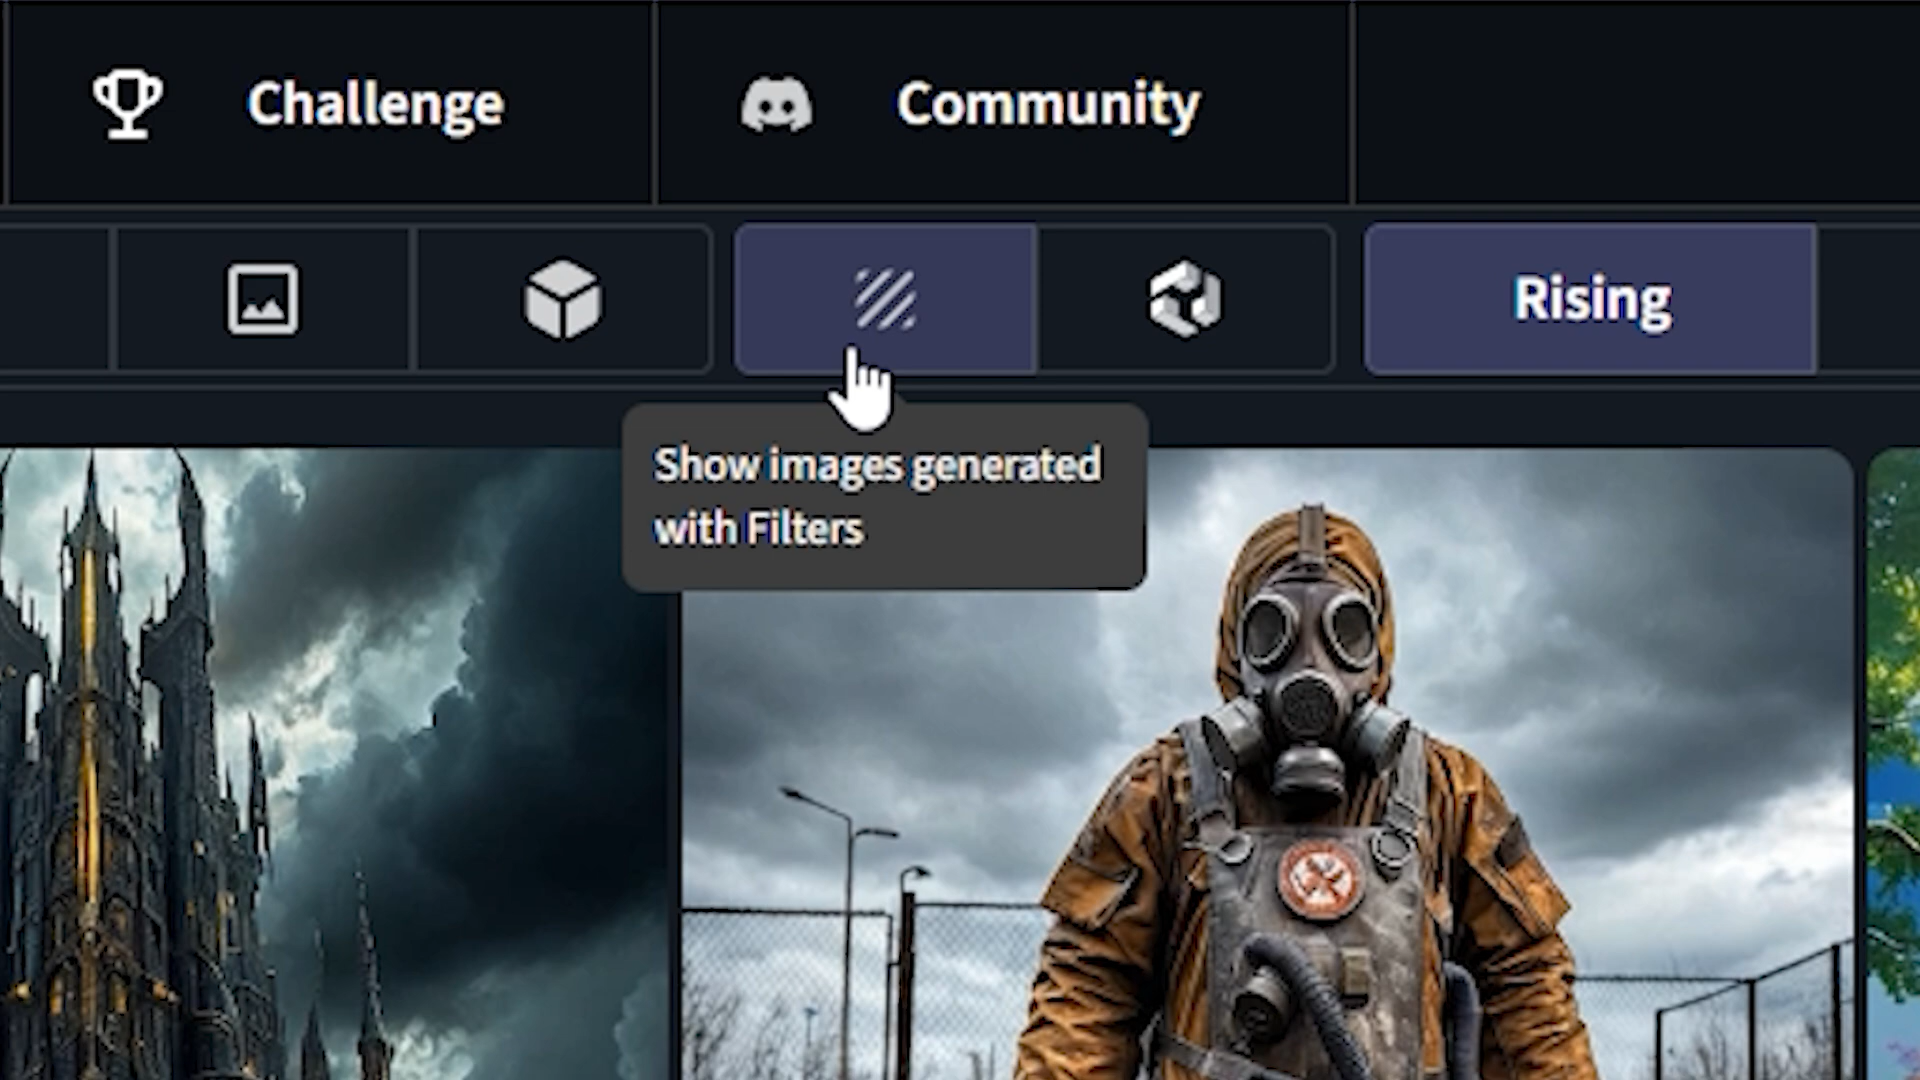 Challenge
Community
Rising
Show images generated
with Filters